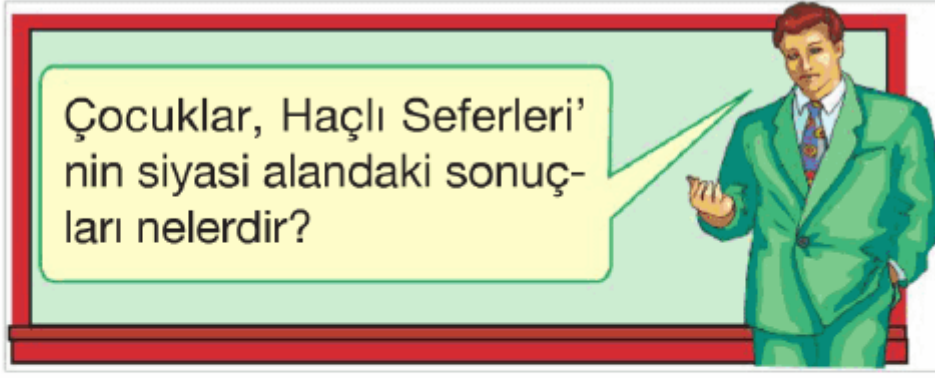 Çocuklar, Haçlı Seferleri’
nin siyasi alandaki sonuç-
ları nelerdir?